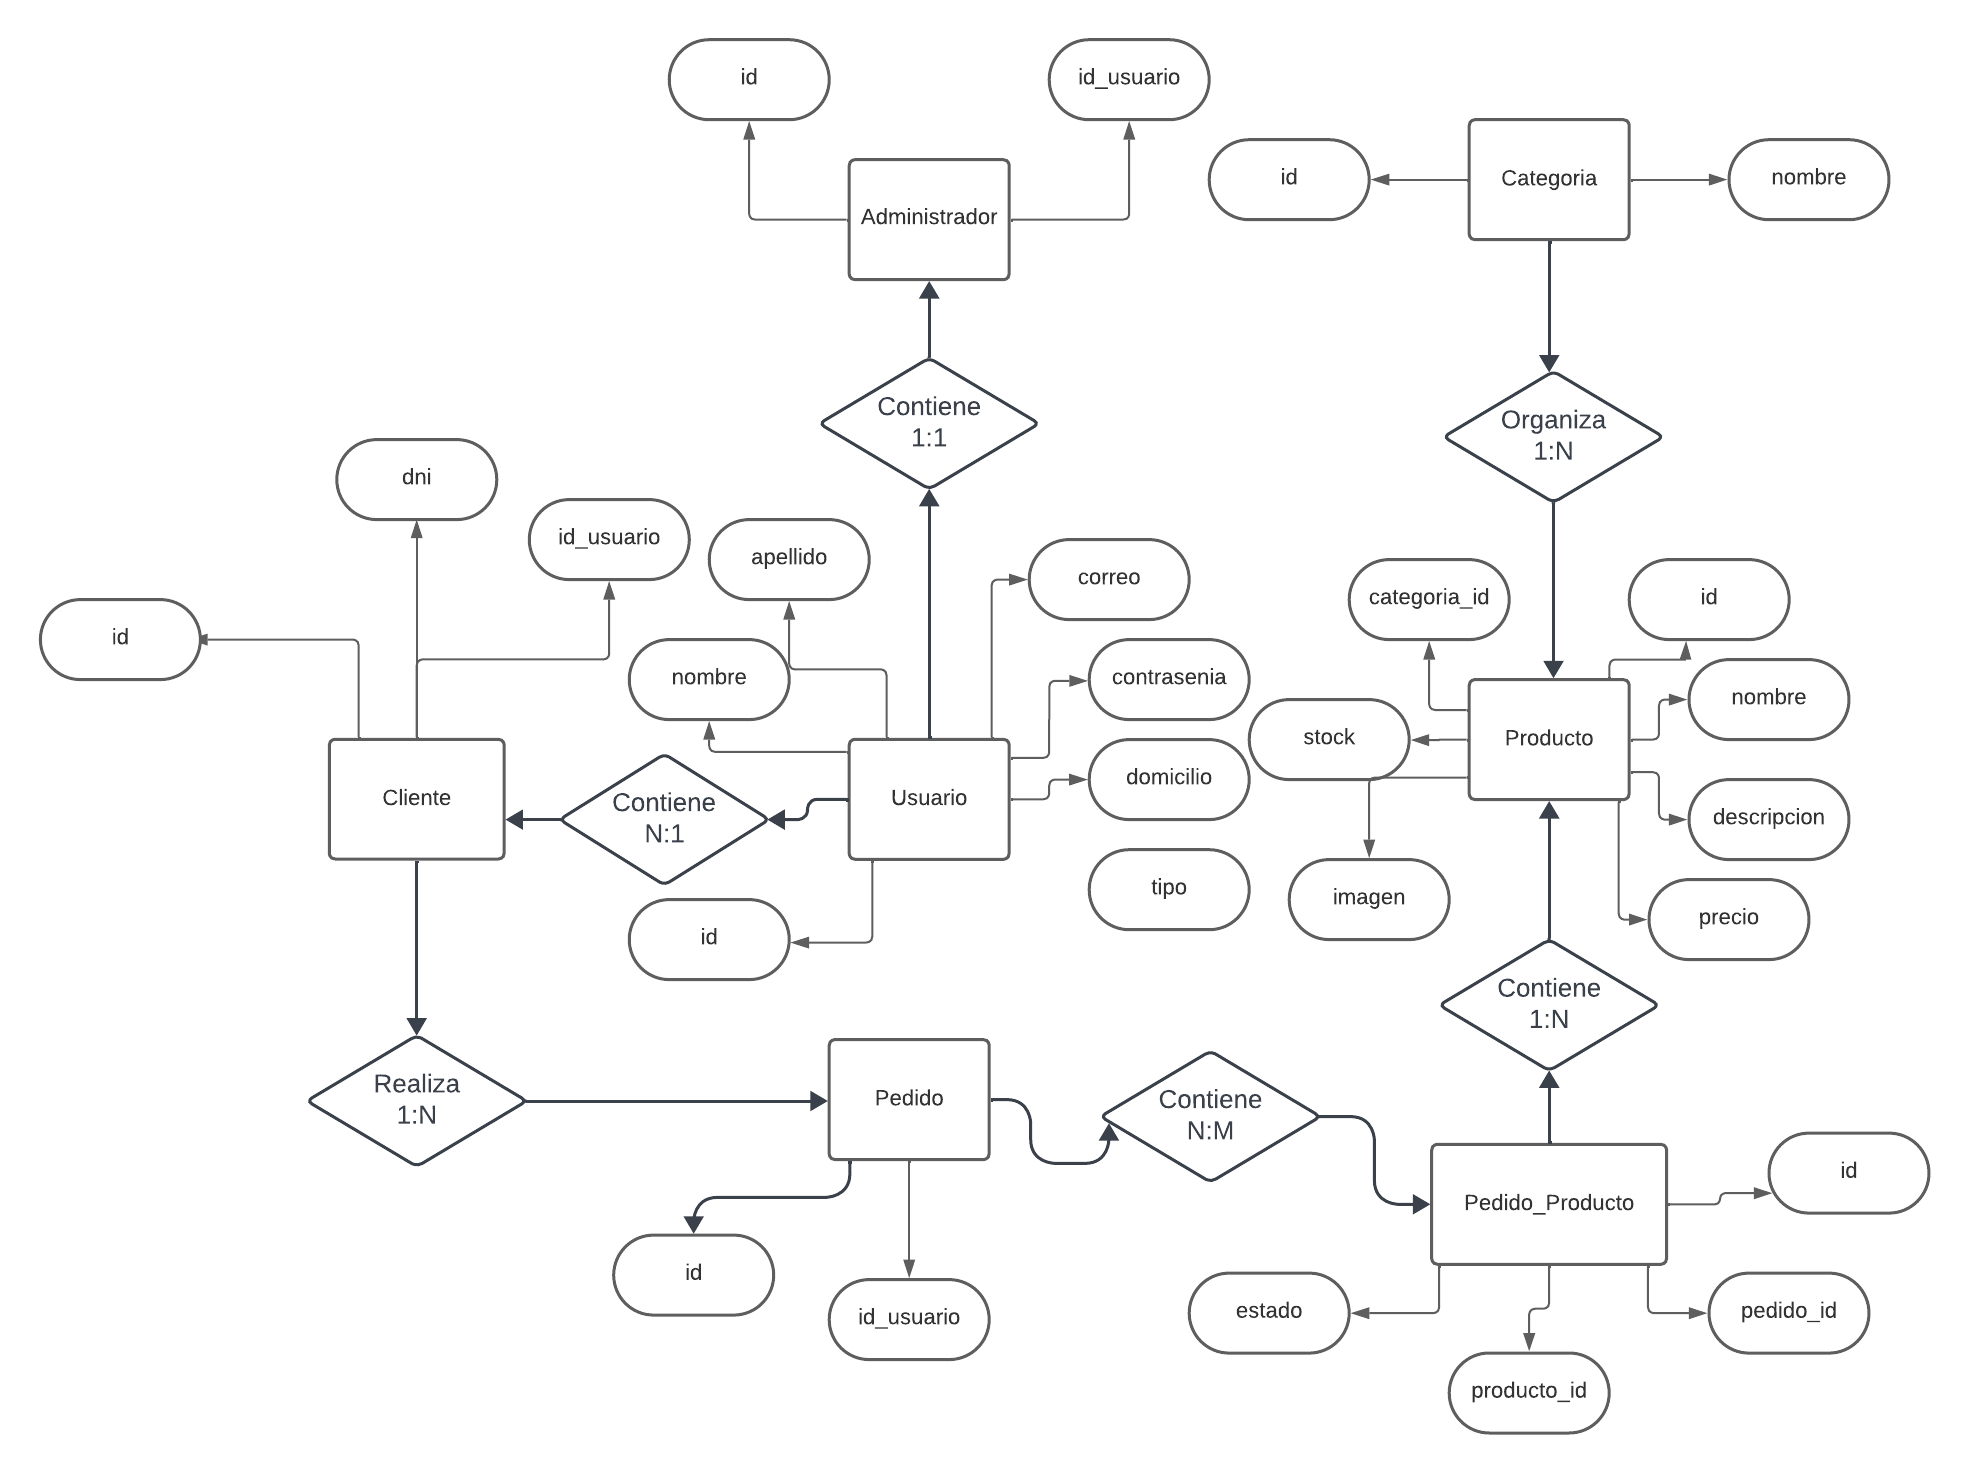 id
id_usuario
Categoria
id
nombre
Administrador
Contiene
1:1
Organiza
1:N
dni
id_usuario
apellido
correo
categoria_id
id
id
nombre
contrasenia
nombre
stock
Producto
Cliente
Contiene
N:1
Usuario
domicilio
descripcion
tipo
imagen
precio
id
Contiene
1:N
Realiza
1:N
Pedido
Contiene
N:M
Pedido_Producto
id
id
id_usuario
estado
pedido_id
producto_id